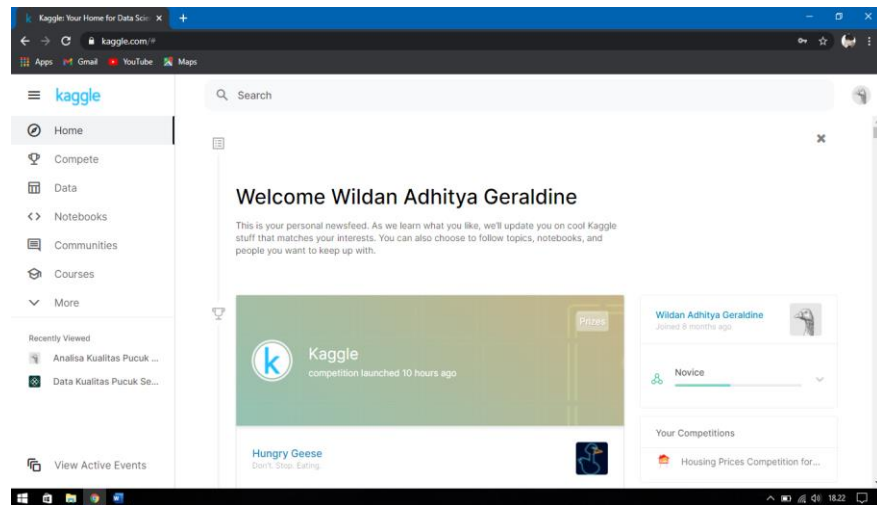 Kaggle: Your Home for Data Scie
kaggle.com/#
Apps Gmail YouTube Maps
kaggle
Search
Home
Compete
Data
Notebooks
Communities
Courses
More
Recently Viewed
Analisa Kualitas Pucuk ...
Data Kualitas Pucuk Se...
View Active Events
Welcome Wildan Adhitya Geraldine
This is your personal newsfeed. As we learn what you like, we'll update you on cool Kaggle
stuff that matches your interests. You can also choose to follow topics, notebooks, and
people you want to keep up with.
Prizes
k
Kaggle
competition launched 10 hours ago
Hungry Geese
Don't. Stop. Eating.
Wildan Adhitya Geraldine
Joined 8 months ago
Novice
Your Competitions
Housing Prices Competition for...
18.22